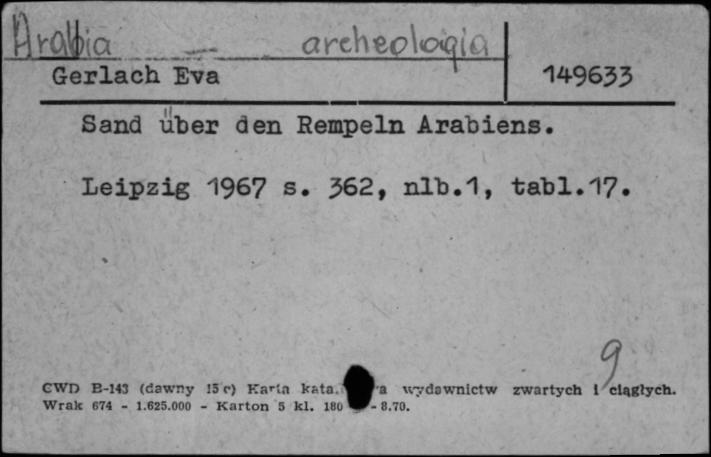 Arabia — archeologia
Gerlach Eva 149633
Sand über den Rempeln Arabiens.
Leipzig 1967 s. 362, nlb.1, tabl.17.
9
CWD B-143 (dawny 15 c) Karta wydawnictw zwartych i ciągłych.
Wrak 674 - 1.625.000 - Karton 5 kl. 180 - 8.70.